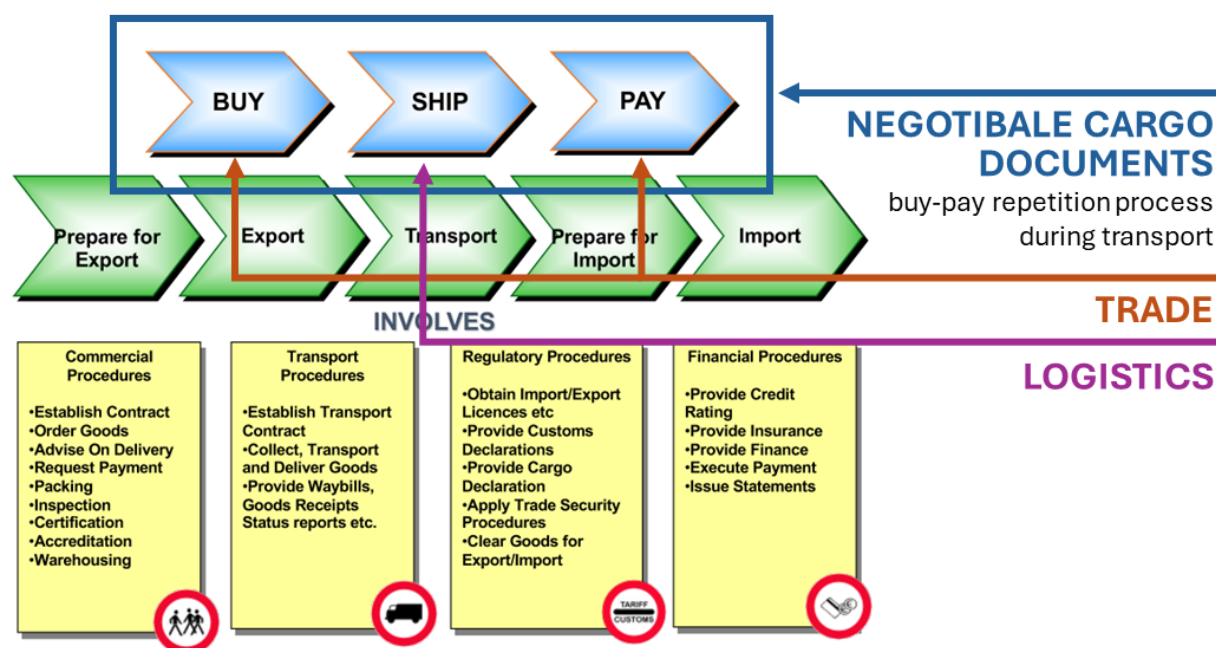 BUY
SHIP
PAY
NEGOTIBALE CARGO
DOCUMENTS
buy-pay repetition process
during transport
Prepare for
Export
Export
Transport
Prepare for
Import
Import
TRADE
INVOLVES
LOGISTICS
Commercial
Procedures
•Establish Contract
•Order Goods
•Advise On Delivery
•Request Payment
•Packing
•Inspection
•Certification
•Accreditation
•Warehousing
Transport
Procedures
•Establish Transport
Contract
•Collect, Transport
and Deliver Goods
•Provide Waybills,
Goods Receipts
Status reports etc.
Regulatory Procedures
•Obtain Import/Export
Licences etc
•Provide Customs
Declarations
•Provide Cargo
Declaration
•Apply Trade Security
Procedures
•Clear Goods for
Export/Import
TARIFF
CUSTOMS
Financial Procedures
•Provide Credit
Rating
•Provide Insurance
•Provide Finance
•Execute Payment
•Issue Statements